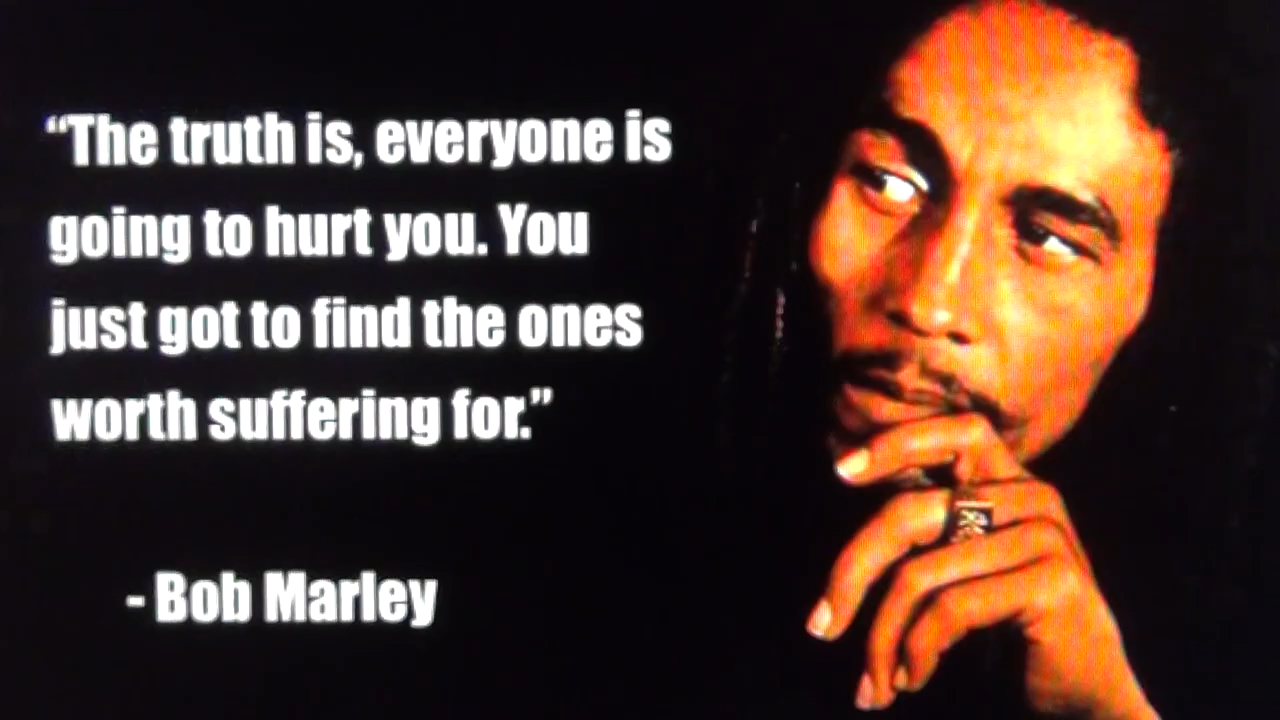 “The truth is, everyone is
going to hurt you. You
just got to find the ones
worth suffering for.”
- Bob Marley